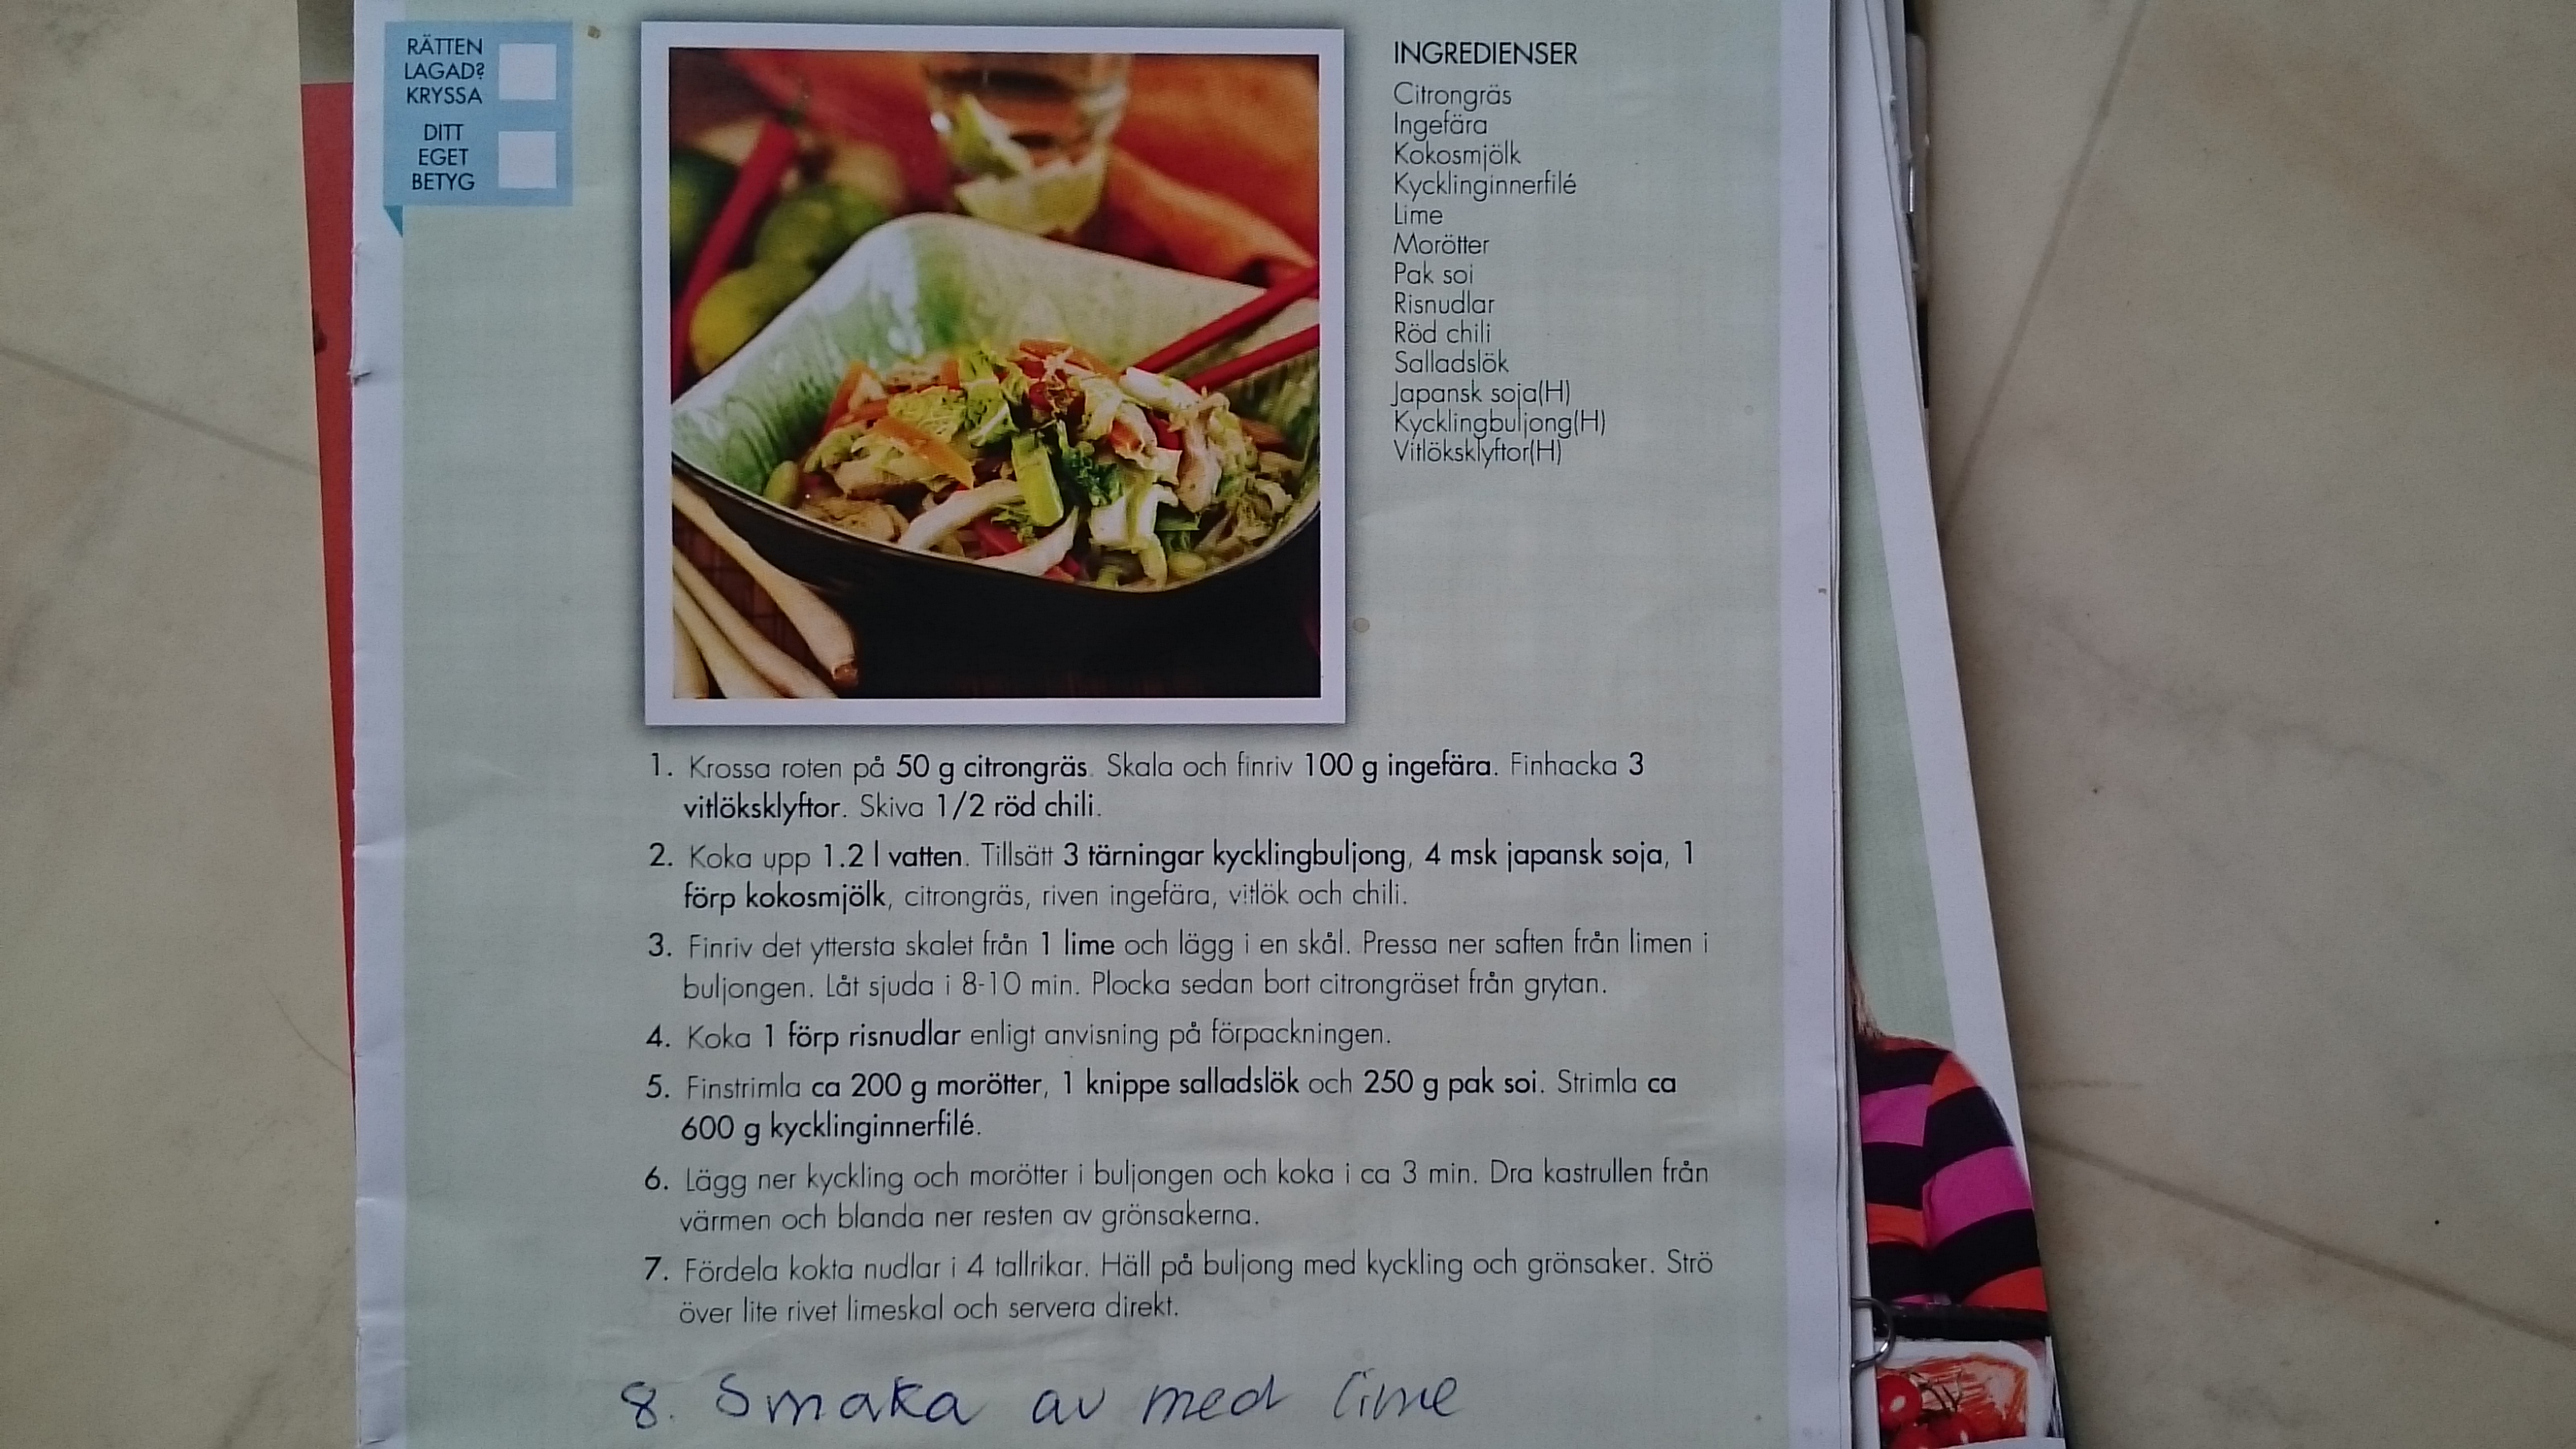 RÄTTEN
LAGAD?
KRYSSA
DITT
EGET
BETYG
INGREDIENSER
Citrongräs
Ingefära
Kokosmjölk
Kycklinginnerfilé
Lime
Morötter
Pak soi
Risnudlar
Röd chili
Salladslök
Japansk soja(H)
Kycklingbuljong(H)
Vitlöksklyftor(H)
1. Krossa roten på 50 g citrongräs. Skala och finriv 100 g ingefära. Finhacka 3
vitlöksklyftor. Skiva 1/2 röd chili.
2. Koka upp 1.2 l vatten. Tillsätt 3 tärningar kycklingbuljong, 4 msk japansk soja, 1
förp kokosmjölk, citrongräs, riven ingefära, vitlök och chili.
3. Finriv det yttersta skalet från 1 lime och lägg i en skål. Pressa ner saften från limen i
buljongen. Låt sjuda i 8-10 min. Plocka sedan bort citrongräset från grytan.
4. Koka 1 förp risnudlar enligt anvisning på förpackningen.
5. Finstrimla ca 200 g morötter, 1 knippe salladslök och 250 g pak soi. Strimla ca
600 g kycklinginnerfilé.
6. Lägg ner kyckling och morötter i buljongen och koka i ca 3 min. Dra kastrullen från
värmen och blanda ner resten av grönsakerna.
7. Fördela kokta nudlar i 4 tallrikar. Häll på buljong med kyckling och grönsaker. Strö
över lite rivet limeskal och servera direkt.
8. Smaka av med lime